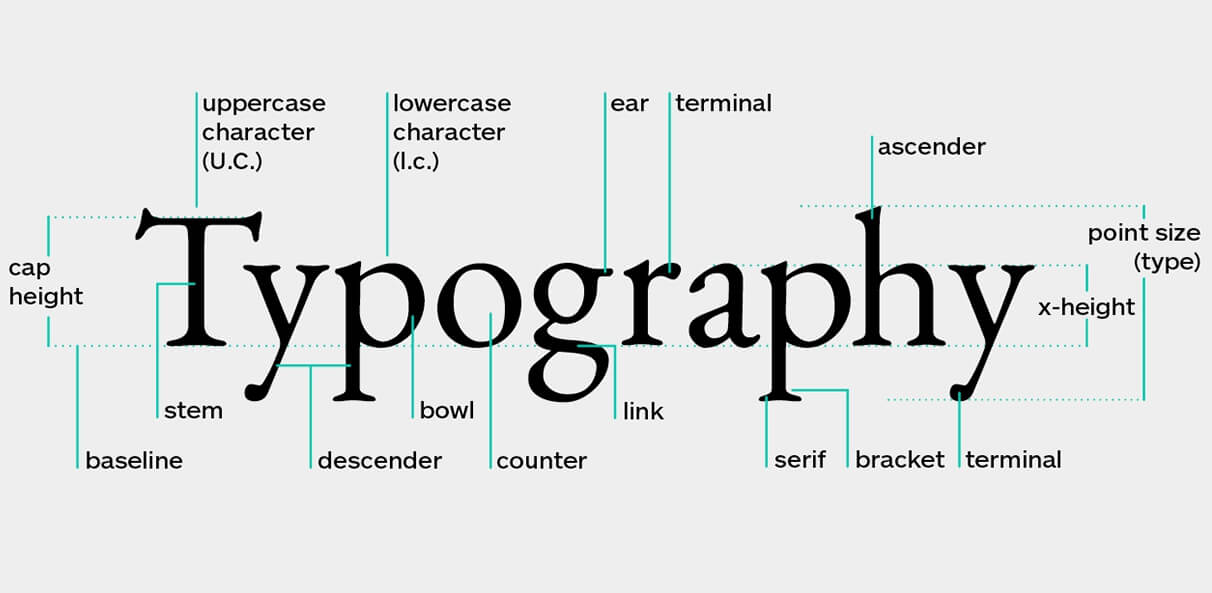 uppercase
character
(U.C.)
lowercase
character
(l.c.)
ear
terminal
ascender
cap
height
Typography
point size
(type)
x-height
stem
bowl
link
baseline
descender
counter
serif
bracket
terminal